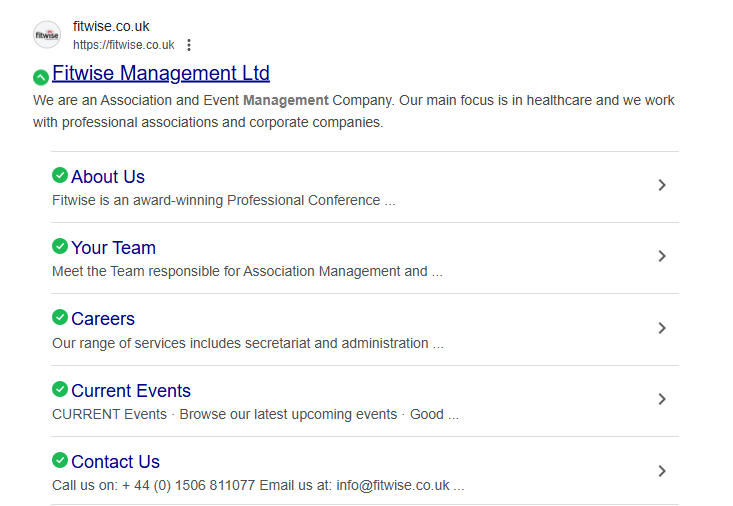 fitwise
fitwise.co.uk
https://fitwise.co.uk
Fitwise Management Ltd
We are an Association and Event Management Company. Our main focus is in healthcare and we work
with professional associations and corporate companies.
About Us
Fitwise is an award-winning Professional Conference ...
Your Team
Meet the Team responsible for Association Management and ...
Careers
Our range of services includes secretariat and administration ...
Current Events
CURRENT Events · Browse our latest upcoming events · Good ...
Contact Us
Call us on: + 44 (0) 1506 811077 Email us at: info@fitwise.co.uk ...